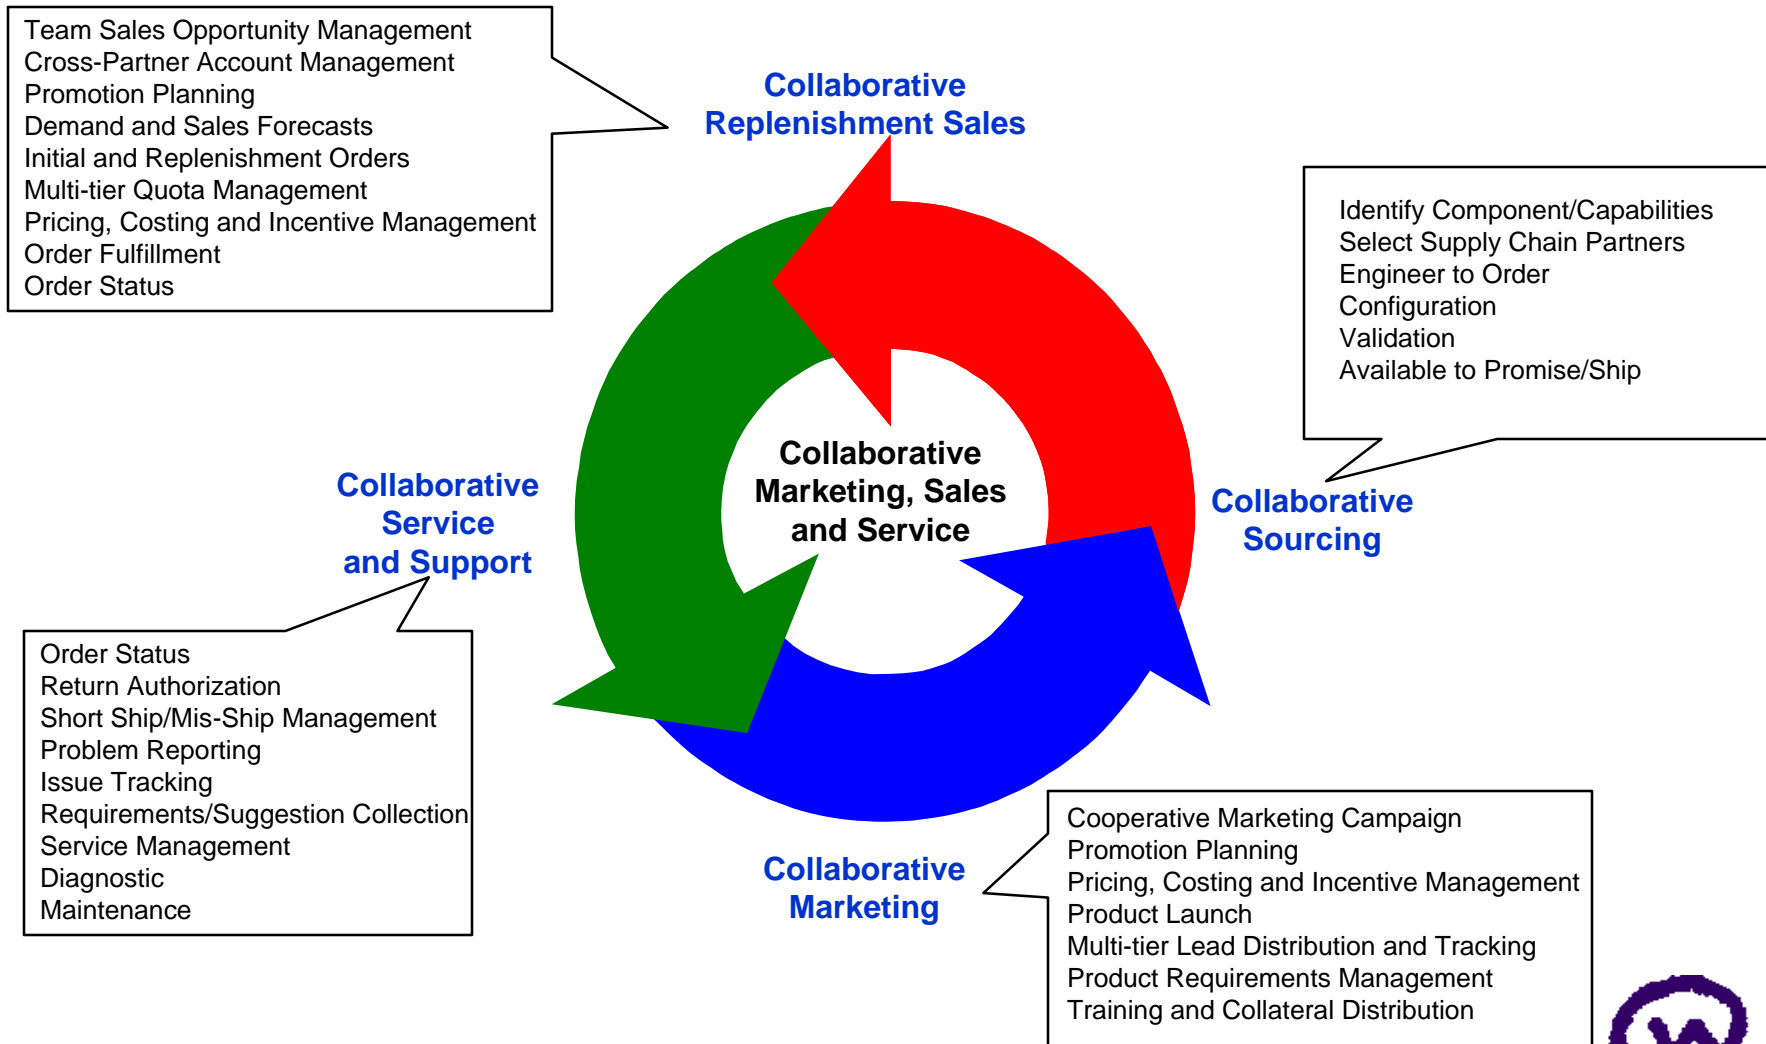 Team Sales Opportunity Management
Cross-Partner Account Management
Promotion Planning
Demand and Sales Forecasts
Initial and Replenishment Orders
Multi-tier Quota Management
Pricing, Costing and Incentive Management
Order Fulfillment
Order Status
Collaborative
Replenishment Sales
Identify Component/Capabilities
Select Supply Chain Partners
Engineer to Order
Configuration
Validation
Available to Promise/Ship
Collaborative
Marketing, Sales
and Service
Collaborative
Service
and Support
Collaborative
Sourcing
Order Status
Return Authorization
Short Ship/Mis-Ship Management
Problem Reporting
Issue Tracking
Requirements/Suggestion Collection
Service Management
Diagnostic
Maintenance
Collaborative
Marketing
Cooperative Marketing Campaign
Promotion Planning
Pricing, Costing and Incentive Management
Product Launch
Multi-tier Lead Distribution and Tracking
Product Requirements Management
Training and Collateral Distribution